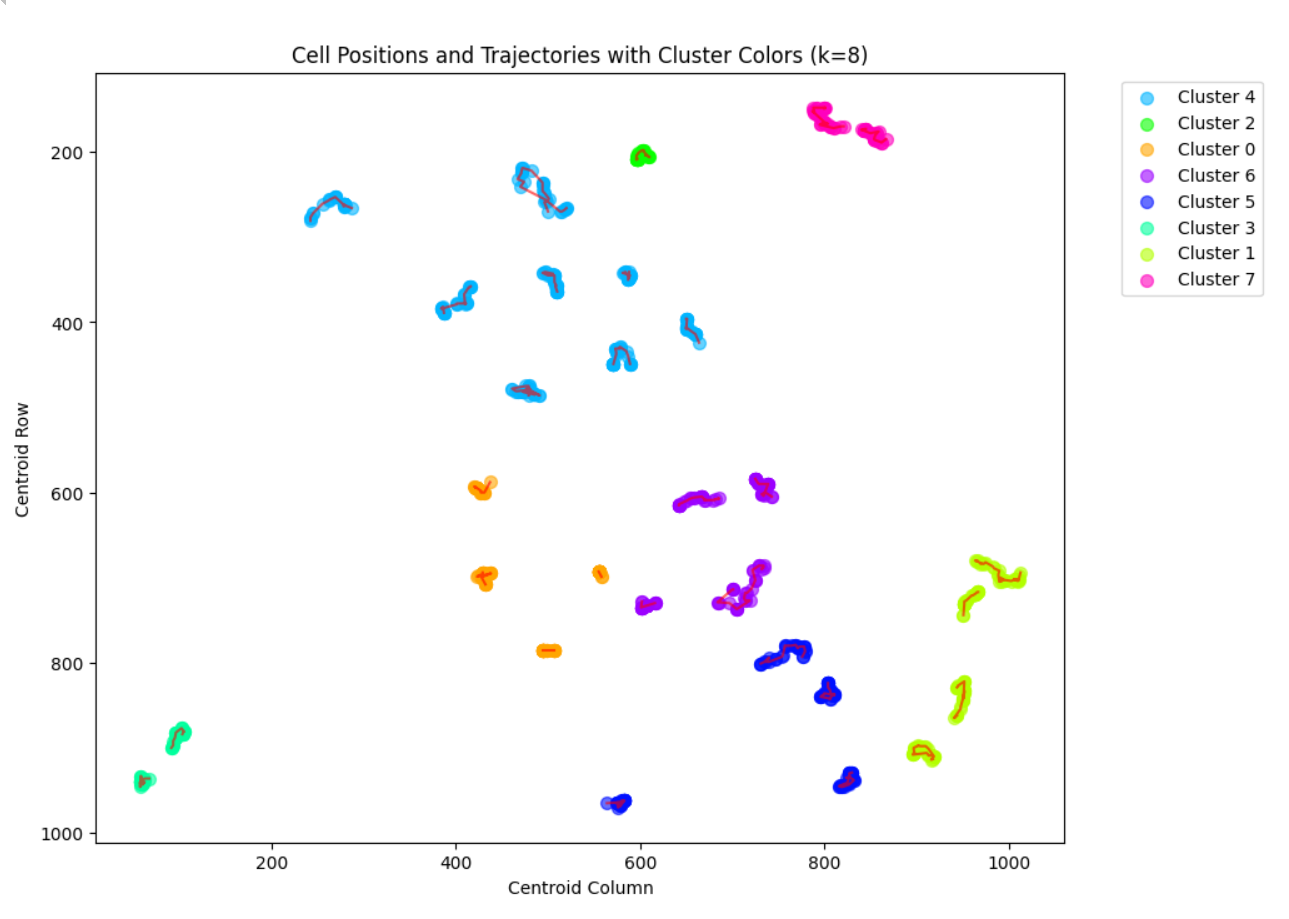 Cell Positions and Trajectories with Cluster Colors (k=8)
Cluster 4
Cluster 2
Cluster 0
Cluster 6
Cluster 5
Cluster 3
Cluster 1
Cluster 7
Centroid Row
200
400
600
800
1000
200
400
600
800
1000
Centroid Column